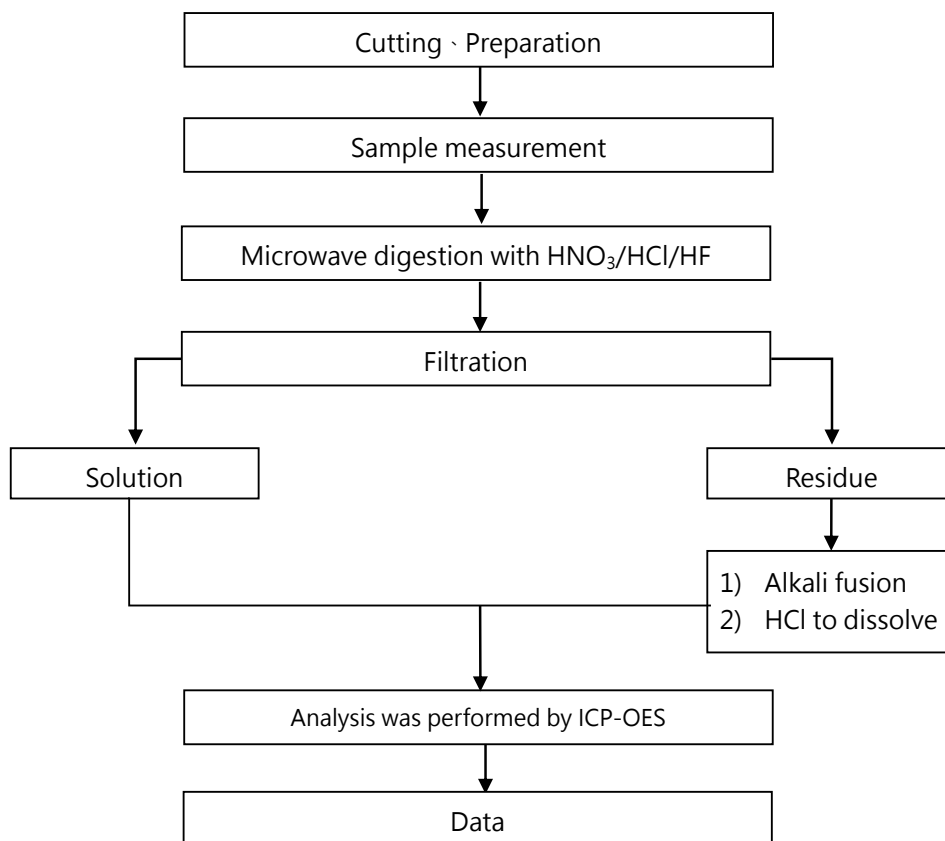 Cutting、Preparation
Sample measurement
Microwave digestion with HNO₃/HCl/HF
Filtration
Solution
Residue
1) Alkali fusion
2) HCl to dissolve
Analysis was performed by ICP-OES
Data